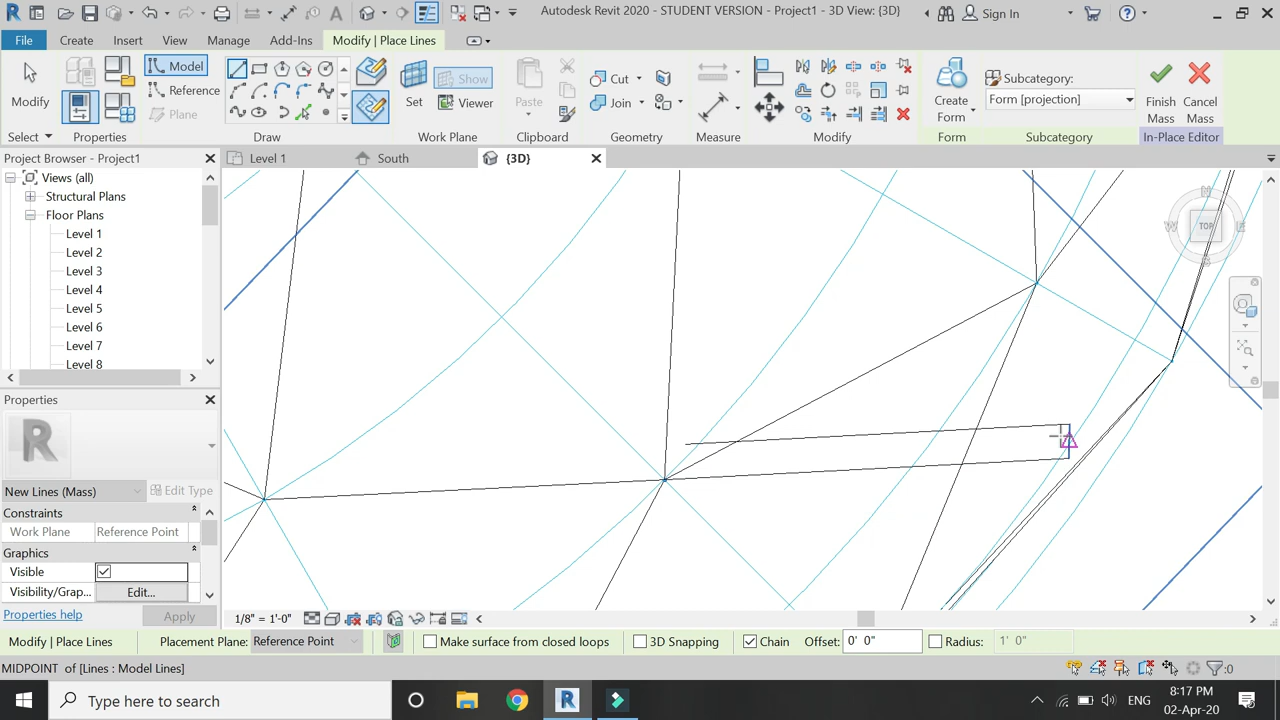 Autodesk Revit 2020 - STUDENT VERSION - Project1 - 3D View: {3D}
Sign In
File
Create
Insert
View
Manage
Add-Ins
Modify | Place Lines
Modify
Select
Properties
Model
Reference
Plane
Draw
Set
Show
Viewer
Work Plane
Paste
Clipboard
Cut
Join
Geometry
Measure
Modify
Create
Form
Form
Subcategory:
Form [projection]
Subcategory
Finish
Mass
Cancel
Mass
In-Place Editor
Project Browser - Project1
Level 1
South
{3D}
Views (all)
Structural Plans
Floor Plans
Level 1
Level 2
Level 3
Level 4
Level 5
Level 6
Level 7
Level 8
TOP
Properties
New Lines (Mass)
Edit Type
Constraints
Work Plane
Reference Point
Graphics
Visible
Visibility/Grap...
Edit...
Properties help
Apply
1/8" = 1'-0"
Modify | Place Lines
Placement Plane:
Reference Point
Make surface from closed loops
3D Snapping
Chain
Offset:
0' 0"
Radius:
1' 0"
MIDPOINT of [Lines : Model Lines]
:0
Type here to search
ENG
8:17 PM
02-Apr-20